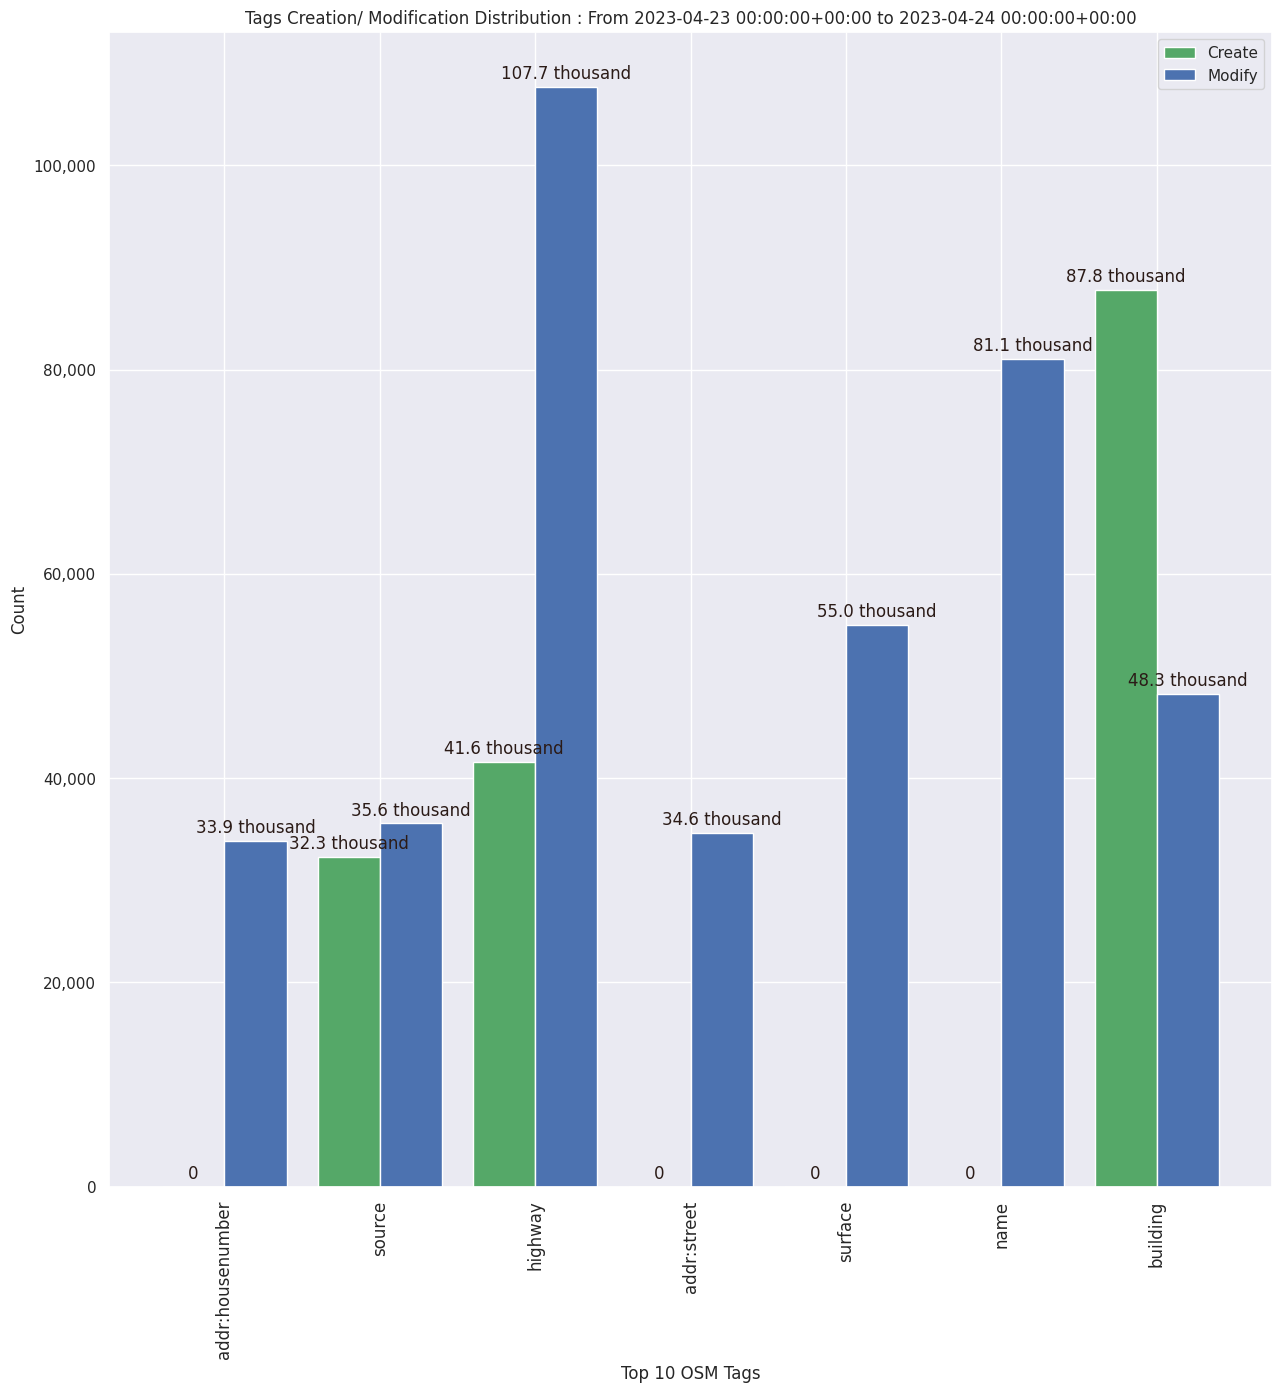 Tags Creation/ Modification Distribution : From 2023-04-23 00:00:00+00:00 to 2023-04-24 00:00:00+00:00
Create
Modify
107.7 thousand
100,000
87.8 thousand
81.1 thousand
80,000
60,000
55.0 thousand
48.3 thousand
41.6 thousand
40,000
35.6 thousand
34.6 thousand
33.9 thousand
32.3 thousand
20,000
0
0
0
0
0
Count
addr:housenumber
source
highway
addr:street
surface
name
building
Top 10 OSM Tags